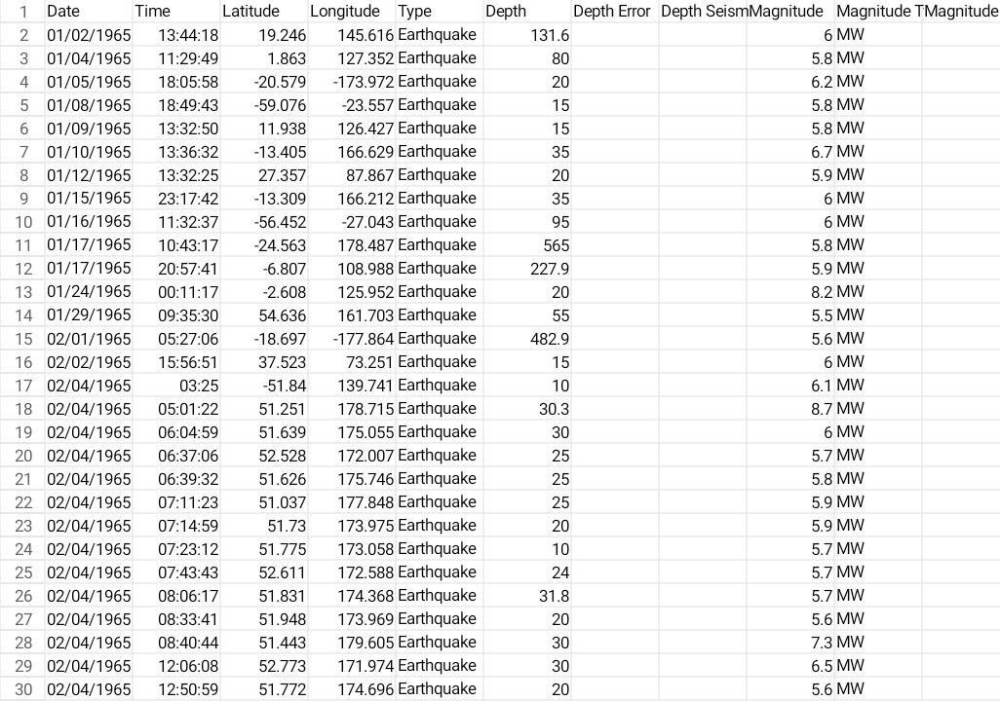 1 Date Time Latitude Longitude Type Depth Depth Error Depth Seism Magnitude Magnitude T Magnitude
2 01/02/1965 13:44:18 19.246 145.616 Earthquake 131.6 6 MW
3 01/04/1965 11:29:49 1.863 127.352 Earthquake 80 5.8 MW
4 01/05/1965 18:05:58 -20.579 -173.972 Earthquake 20 6.2 MW
5 01/08/1965 18:49:43 -59.076 -23.557 Earthquake 15 5.8 MW
6 01/09/1965 13:32:50 11.938 126.427 Earthquake 15 5.8 MW
7 01/10/1965 13:36:32 -13.405 166.629 Earthquake 35 6.7 MW
8 01/12/1965 13:32:25 27.357 87.867 Earthquake 20 5.9 MW
9 01/15/1965 23:17:42 -13.309 166.212 Earthquake 35 6 MW
10 01/16/1965 11:32:37 -56.452 -27.043 Earthquake 95 6 MW
11 01/17/1965 10:43:17 -24.563 178.487 Earthquake 565 5.8 MW
12 01/17/1965 20:57:41 -6.807 108.988 Earthquake 227.9 5.9 MW
13 01/24/1965 00:11:17 -2.608 125.952 Earthquake 20 8.2 MW
14 01/29/1965 09:35:30 54.636 161.703 Earthquake 55 5.5 MW
15 02/01/1965 05:27:06 -18.697 -177.864 Earthquake 482.9 5.6 MW
16 02/02/1965 15:56:51 37.523 73.251 Earthquake 15 6 MW
17 02/04/1965 03:25 -51.84 139.741 Earthquake 10 6.1 MW
18 02/04/1965 05:01:22 51.251 178.715 Earthquake 30.3 8.7 MW
19 02/04/1965 06:04:59 51.639 175.055 Earthquake 30 6 MW
20 02/04/1965 06:37:06 52.528 172.007 Earthquake 25 5.7 MW
21 02/04/1965 06:39:32 51.626 175.746 Earthquake 25 5.8 MW
22 02/04/1965 07:11:23 51.037 177.848 Earthquake 25 5.9 MW
23 02/04/1965 07:14:59 51.73 173.975 Earthquake 20 5.9 MW
24 02/04/1965 07:23:12 51.775 173.058 Earthquake 10 5.7 MW
25 02/04/1965 07:43:43 52.611 172.588 Earthquake 24 5.7 MW
26 02/04/1965 08:06:17 51.831 174.368 Earthquake 31.8 5.7 MW
27 02/04/1965 08:33:41 51.948 173.969 Earthquake 20 5.6 MW
28 02/04/1965 08:40:44 51.443 179.605 Earthquake 30 7.3 MW
29 02/04/1965 12:06:08 52.773 171.974 Earthquake 30 6.5 MW
30 02/04/1965 12:50:59 51.772 174.696 Earthquake 20 5.6 MW